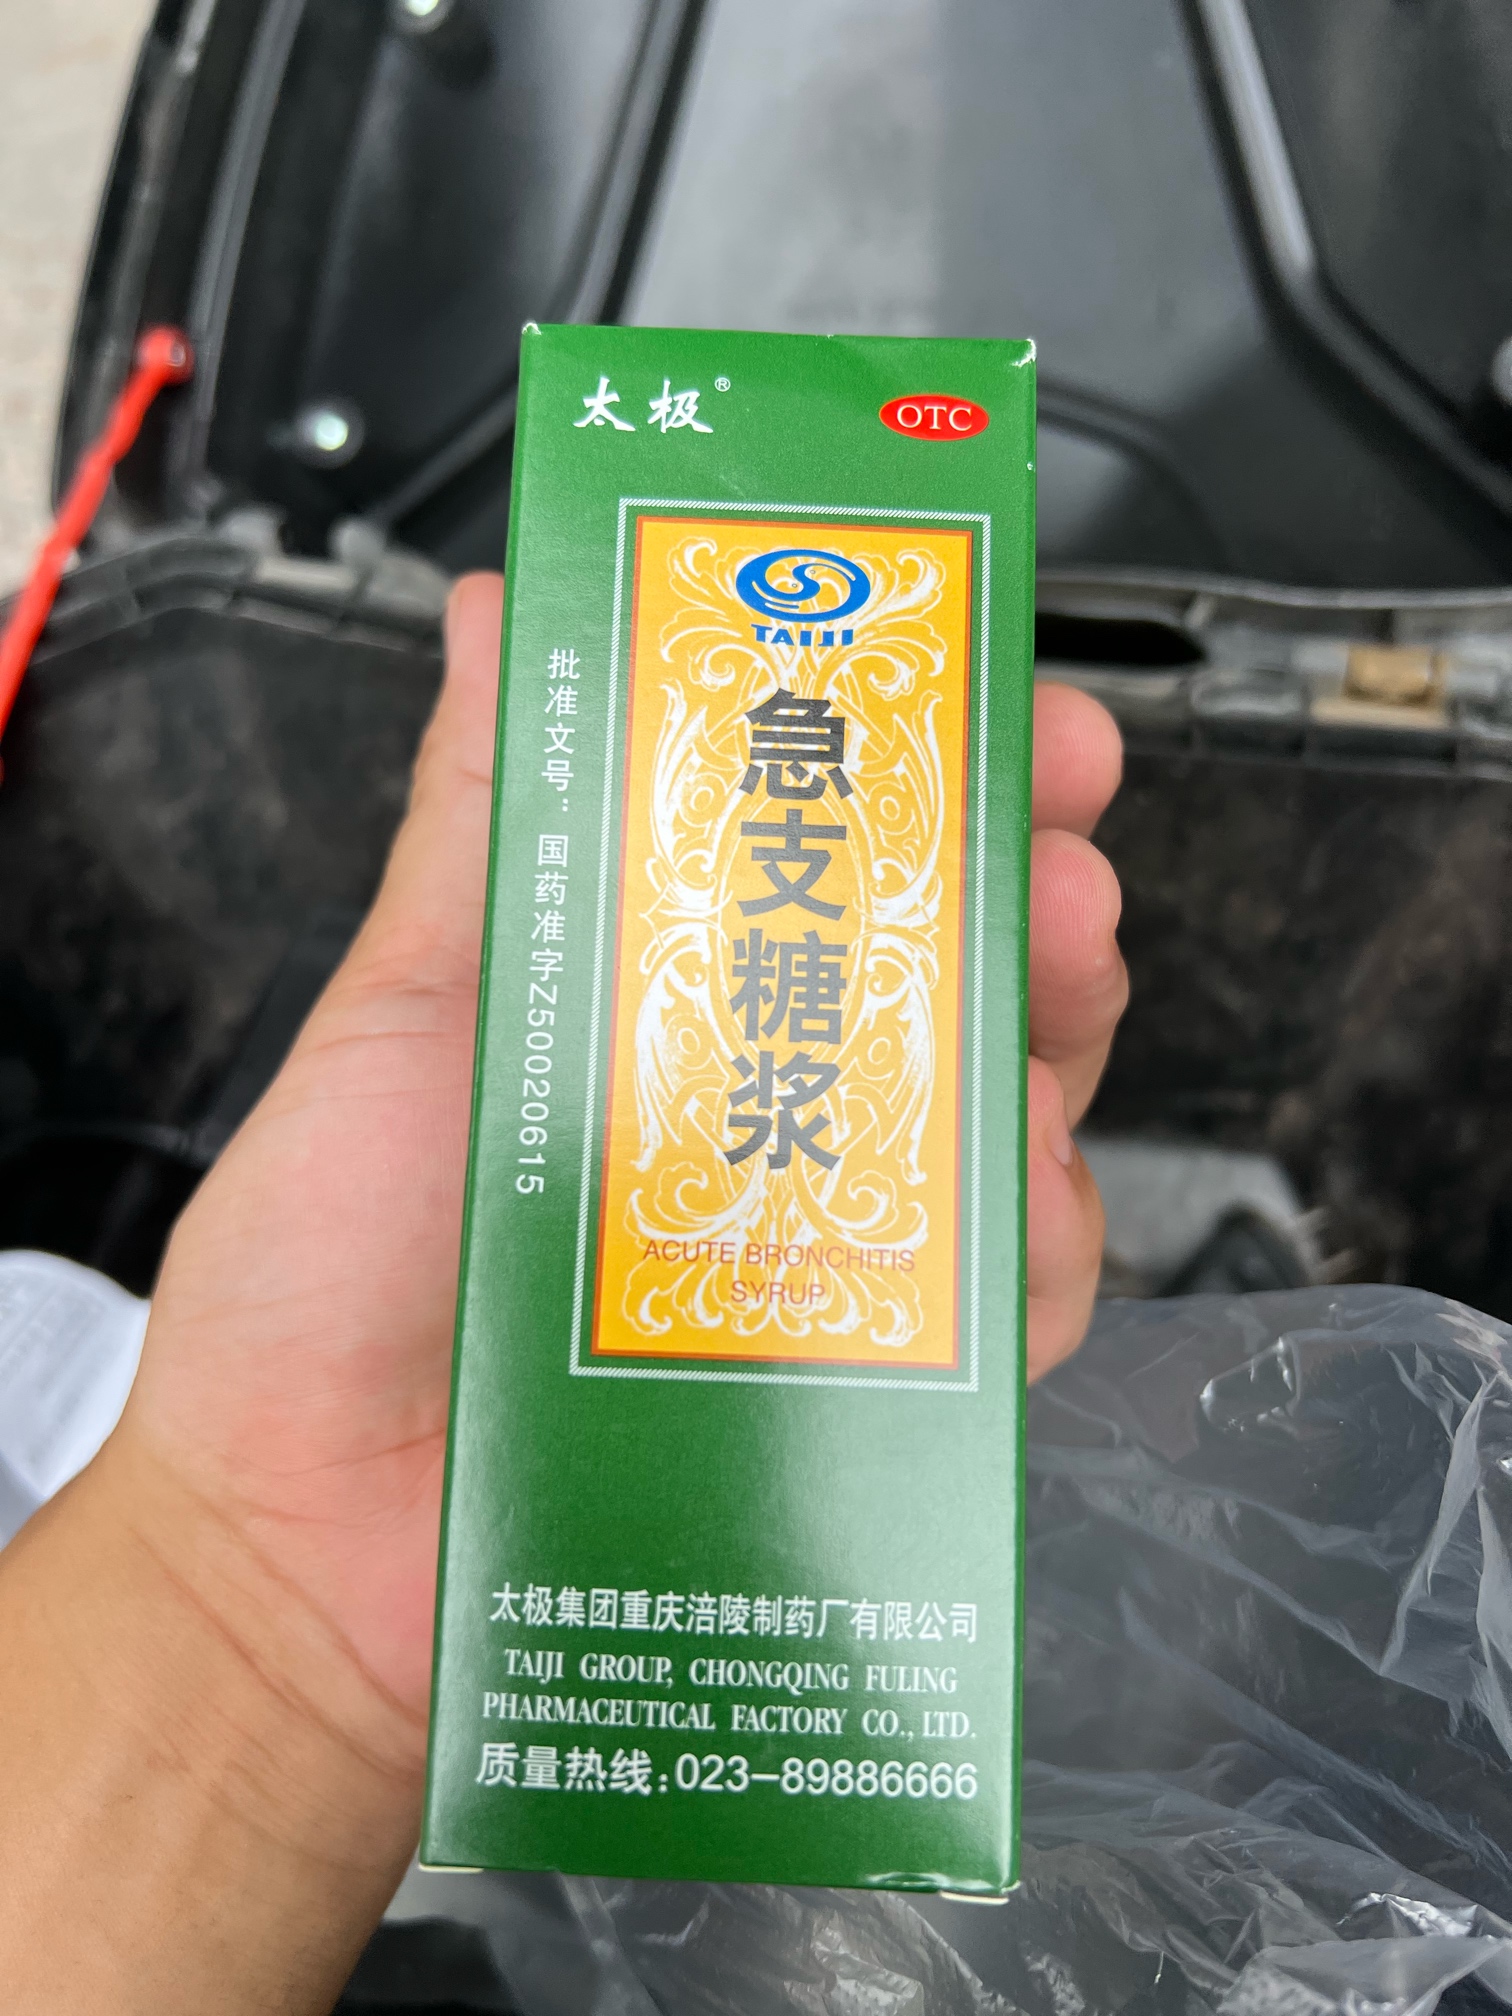 太极®
OTC
TAIJI
急支糖浆
ACUTE BRONCHITIS
SYRUP
批准文号：国药准字Z50020615
太极集团重庆涪陵制药厂有限公司
TAIJI GROUP, CHONGQING FULING
PHARMACEUTICAL FACTORY CO., LTD.
质量热线：023-89886666